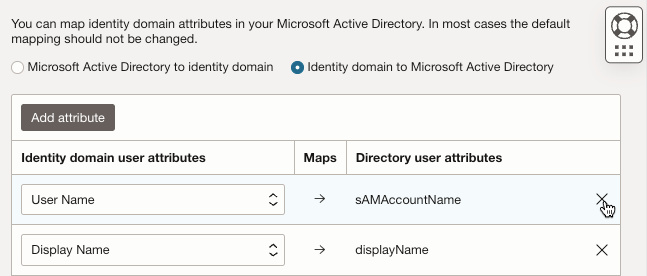 You can map identity domain attributes in your Microsoft Active Directory. In most cases the default
mapping should not be changed.
Microsoft Active Directory to identity domain
Identity domain to Microsoft Active Directory
Add attribute
Identity domain user attributes Maps Directory user attributes
User Name → sAMAccountName
Display Name → displayName